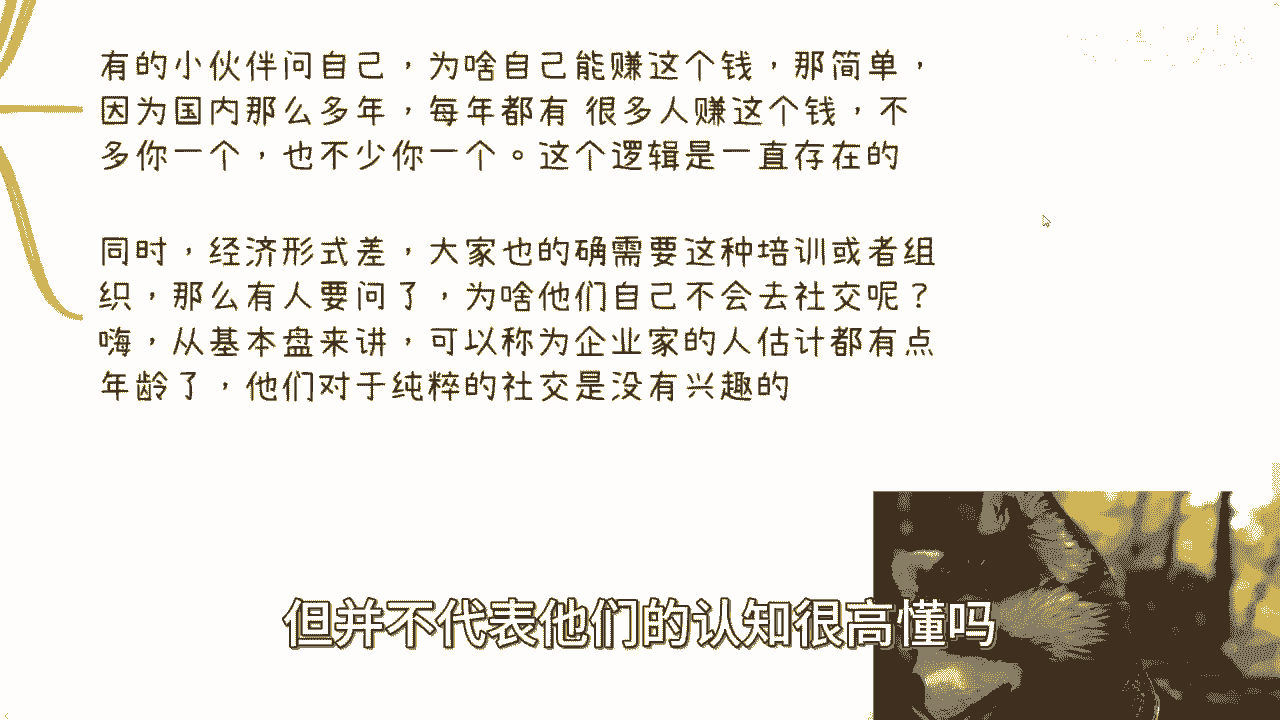 有的小伙伴问自己，为啥自己能赚这个钱，那简单，
因为国内那么多年，每年都有 很多人赚这个钱，不
多你一个，也不少你一个。这个逻辑是一直存在的
同时，经济形式差，大家也的确需要这种培训或者组
织，那么有人要问了，为啥他们自己不会去社交呢？
嗨，从基本盘来讲，可以称为企业家的人估计都有点
年龄了，他们对于纯粹的社交是没有兴趣的
但并不代表他们的认知很高懂吗